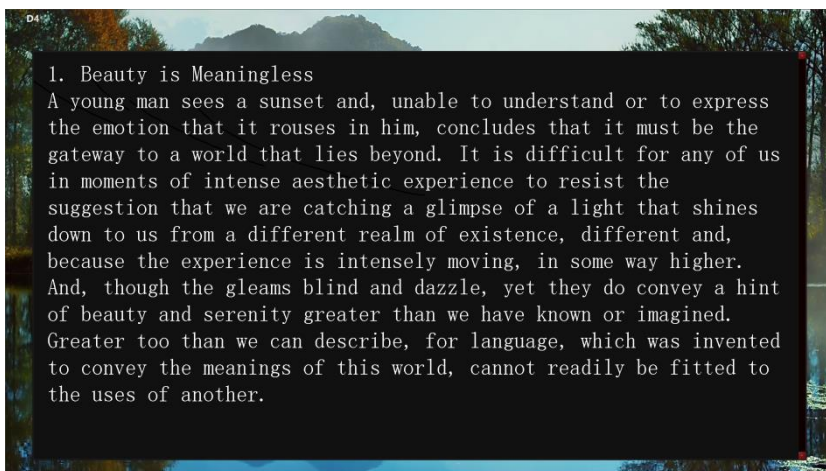 D4
1. Beauty is Meaningless
A young man sees a sunset and, unable to understand or to express
the emotion that it rouses in him, concludes that it must be the
gateway to a world that lies beyond. It is difficult for any of us
in moments of intense aesthetic experience to resist the
suggestion that we are catching a glimpse of a light that shines
down to us from a different realm of existence, different and,
because the experience is intensely moving, in some way higher.
And, though the gleams blind and dazzle, yet they do convey a hint
of beauty and serenity greater than we have known or imagined.
Greater too than we can describe, for language, which was invented
to convey the meanings of this world, cannot readily be fitted to
the uses of another.